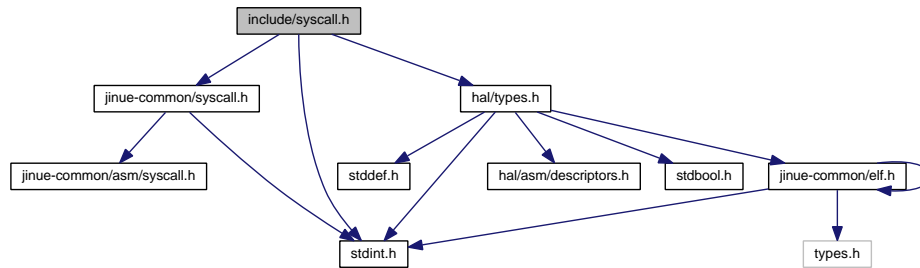 include/syscall.h
jinue-common/syscall.h
hal/types.h
jinue-common/asm/syscall.h
stddef.h
hal/asm/descriptors.h
stdbool.h
jinue-common/elf.h
stdint.h
types.h